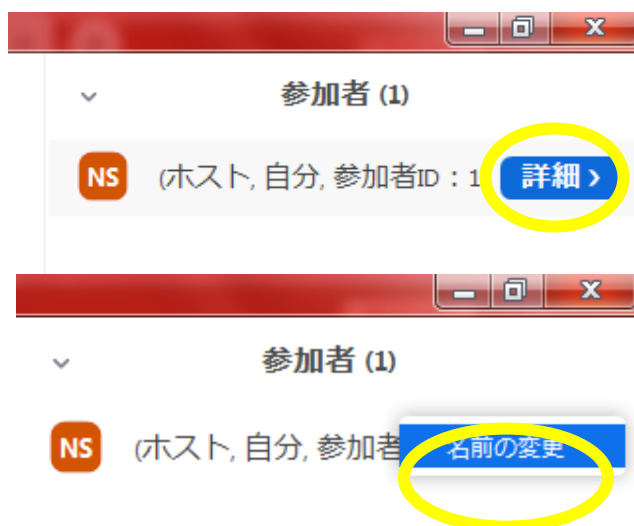 参加者 (1)
NS (ホスト, 自分, 参加者ID：1 詳細 ›
参加者 (1)
NS (ホスト, 自分, 参加者 名前の変更